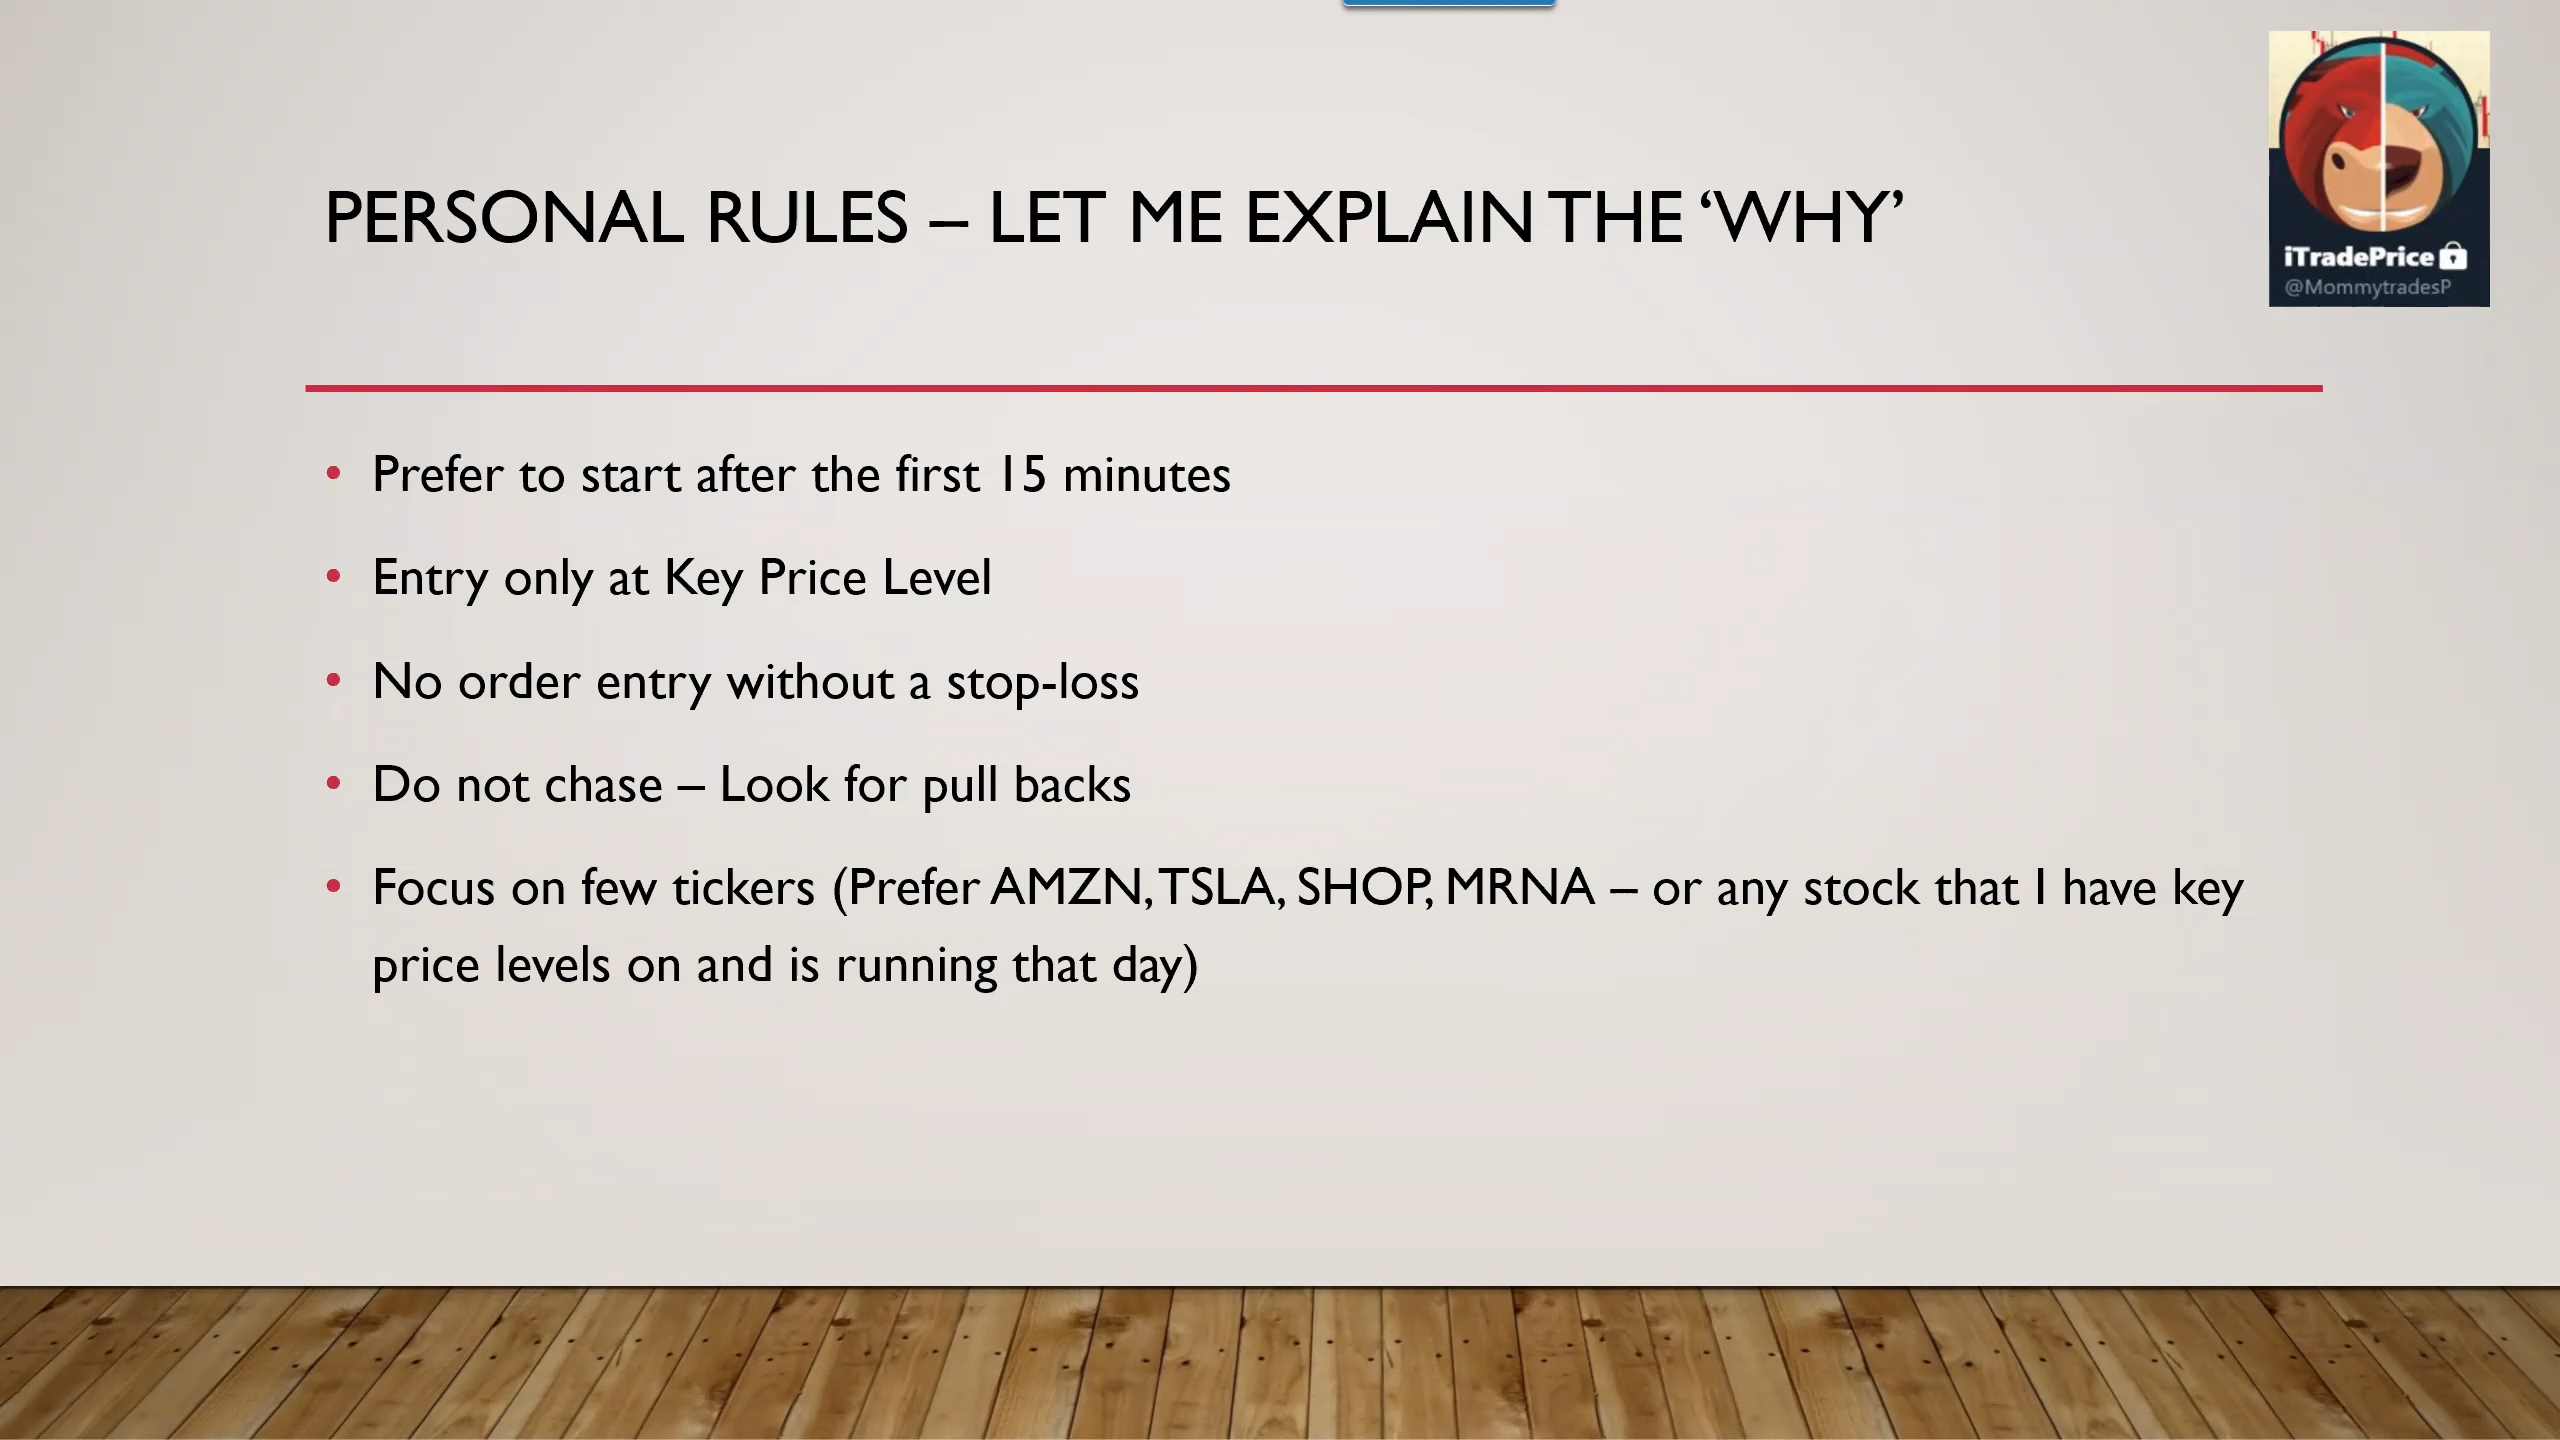 PERSONAL RULES – LET ME EXPLAIN THE ‘WHY’
iTradePrice
@MommytradesP
• Prefer to start after the first 15 minutes
• Entry only at Key Price Level
• No order entry without a stop-loss
• Do not chase – Look for pull backs
• Focus on few tickers (Prefer AMZN, TSLA, SHOP, MRNA – or any stock that I have key
price levels on and is running that day)